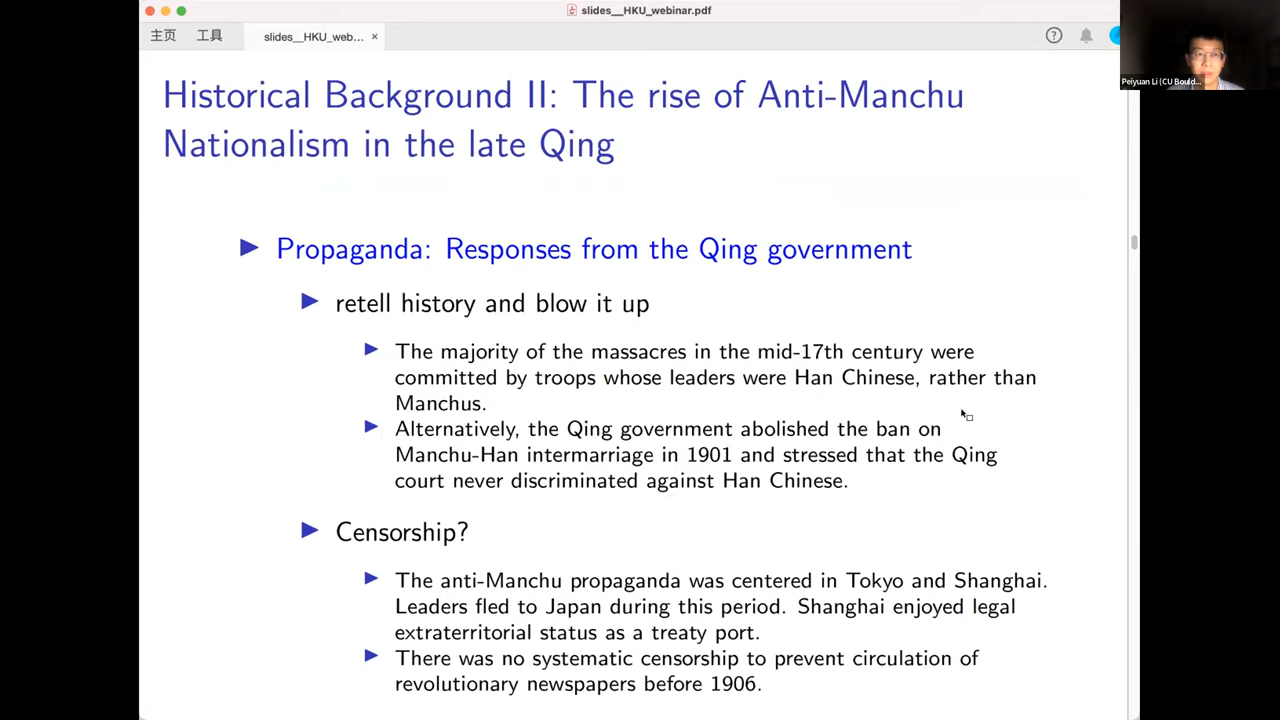 slides__HKU_webinar.pdf
主页 工具 slides__HKU_web... ×
Peiyuan Li (CU Bould...
Historical Background II: The rise of Anti-Manchu
Nationalism in the late Qing
Propaganda: Responses from the Qing government
retell history and blow it up
The majority of the massacres in the mid-17th century were
committed by troops whose leaders were Han Chinese, rather than
Manchus.
Alternatively, the Qing government abolished the ban on
Manchu-Han intermarriage in 1901 and stressed that the Qing
court never discriminated against Han Chinese.
Censorship?
The anti-Manchu propaganda was centered in Tokyo and Shanghai.
Leaders fled to Japan during this period. Shanghai enjoyed legal
extraterritorial status as a treaty port.
There was no systematic censorship to prevent circulation of
revolutionary newspapers before 1906.